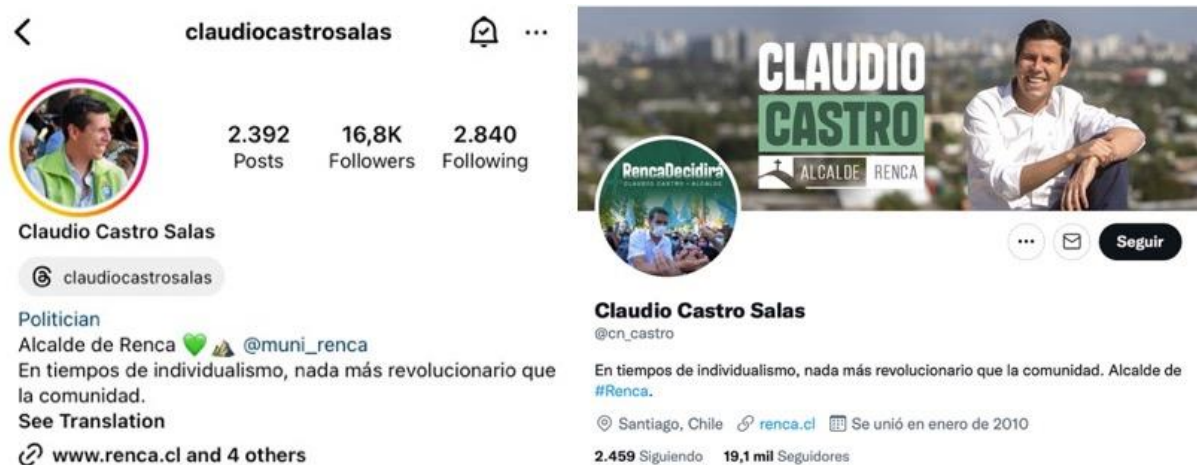 claudiocastrosalas
2.392
16,8K
2.840
Posts
Followers
Following
Claudio Castro Salas
claudiocastrosalas
Politician
Alcalde de Renca 💚 ⛰️ @muni_renca
En tiempos de individualismo, nada más revolucionario que
la comunidad.
See Translation
www.renca.cl and 4 others
CLAUDIO
CASTRO
ALCALDE RENCA
RencaDecidirá
CLAUDIO CASTRO - ALCALDE
Seguir
Claudio Castro Salas
@cn_castro
En tiempos de individualismo, nada más revolucionario que la comunidad. Alcalde de
#Renca.
Santiago, Chile renca.cl Se unió en enero de 2010
2.459 Siguiendo 19,1 mil Seguidores